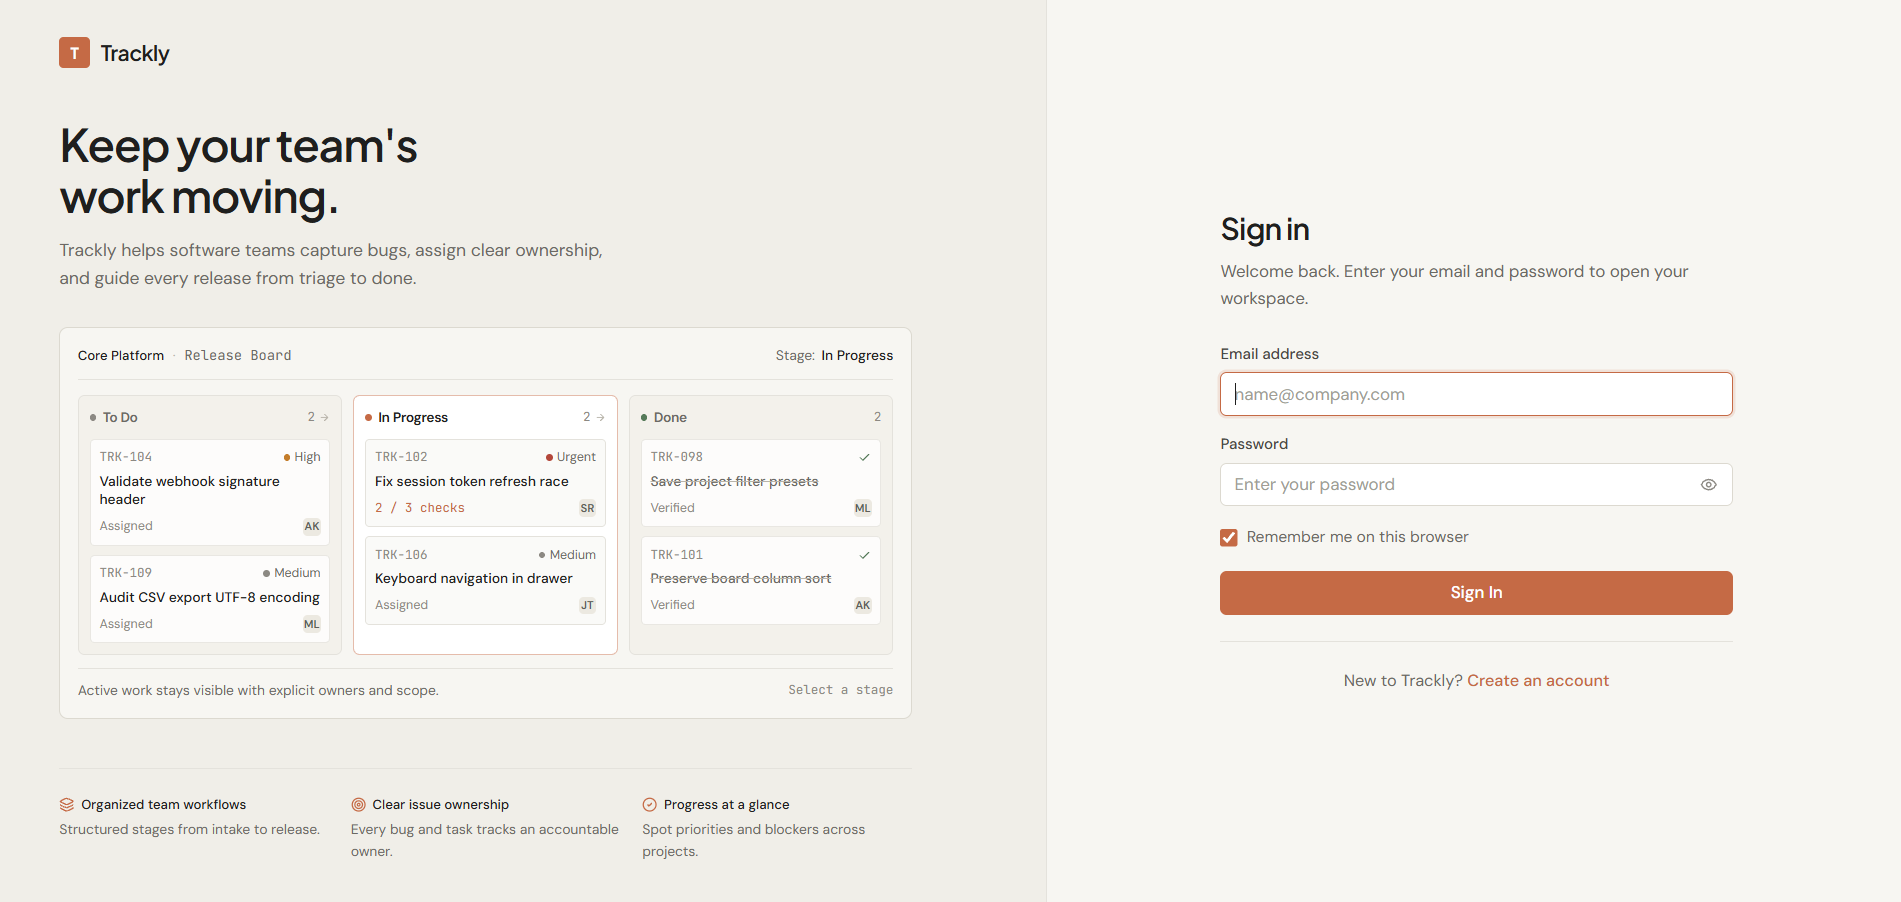 T
Trackly
Keep your team's
work moving.
Trackly helps software teams capture bugs, assign clear ownership,
and guide every release from triage to done.
Core Platform · Release Board
Stage: In Progress
To Do
2 →
TRK-104
High
Validate webhook signature
header
Assigned
AK
TRK-109
Medium
Audit CSV export UTF-8 encoding
Assigned
ML
In Progress
2 →
TRK-102
Urgent
Fix session token refresh race
2 / 3 checks
SR
TRK-106
Medium
Keyboard navigation in drawer
Assigned
JT
Done
2
TRK-098
Save project filter presets
Verified
ML
TRK-101
Preserve board column sort
Verified
AK
Active work stays visible with explicit owners and scope.
Select a stage
Organized team workflows
Structured stages from intake to release.
Clear issue ownership
Every bug and task tracks an accountable
owner.
Progress at a glance
Spot priorities and blockers across
projects.
Sign in
Welcome back. Enter your email and password to open your
workspace.
Email address
name@company.com
Password
Enter your password
Remember me on this browser
Sign In
New to Trackly? Create an account